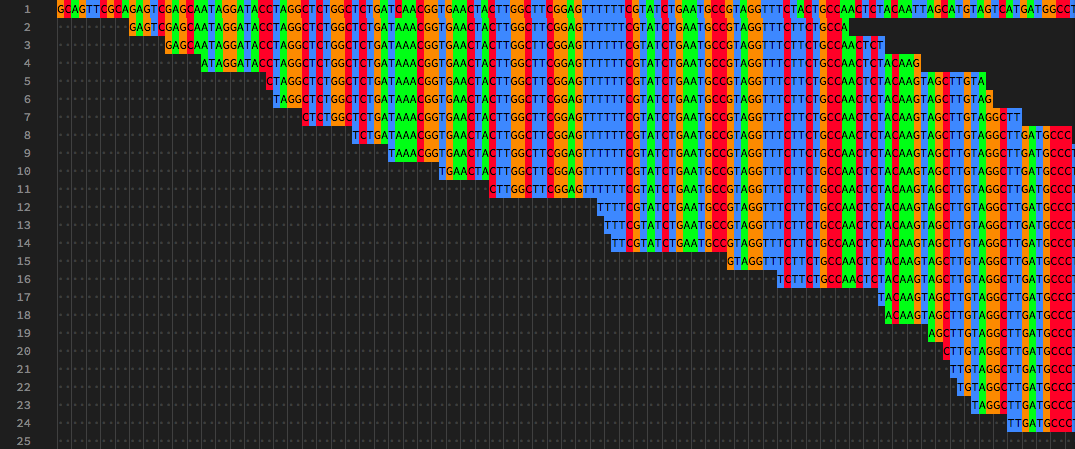 1 GCAGTTCGCAGAGTCGAGCAATAGGATACCTAGGCTCTGGCTCTGATCAACGGTGAACTACTTGGCTTCGGAGTTTTTTCGTATCTGAATGCCGTAGGTTTCTACTGCCAACTCTACAATTAGCATGTAGTCATGATGGCCT
2 GAGTCGAGCAATAGGATACCTAGGCTCTGGCTCTGATAAACGGTGAACTACTTGGCTTCGGAGTTTTTTCGTATCTGAATGCCGTAGGTTTCTTCTGCCA
3 GAGCAATAGGATACCTAGGCTCTGGCTCTGATAAACGGTGAACTACTTGGCTTCGGAGTTTTTTCGTATCTGAATGCCGTAGGTTTCTTCTGCCAACTCT
4 ATAGGATACCTAGGCTCTGGCTCTGATAAACGGTGAACTACTTGGCTTCGGAGTTTTTTCGTATCTGAATGCCGTAGGTTTCTTCTGCCAACTCTACAAG
5 CTAGGCTCTGGCTCTGATAAACGGTGAACTACTTGGCTTCGGAGTTTTTTCGTATCTGAATGCCGTAGGTTTCTTCTGCCAACTCTACAAGTAGCTTGTA
6 TAGGCTCTGGCTCTGATAAACGGTGAACTACTTGGCTTCGGAGTTTTTTCGTATCTGAATGCCGTAGGTTTCTTCTGCCAACTCTACAAGTAGCTTGTAG
7 CTCTGGCTCTGATAAACGGTGAACTACTTGGCTTCGGAGTTTTTTCGTATCTGAATGCCGTAGGTTTCTTCTGCCAACTCTACAAGTAGCTTGTAGGCTT
8 TCTGATAAACGGTGAACTACTTGGCTTCGGAGTTTTTTCGTATCTGAATGCCGTAGGTTTCTTCTGCCAACTCTACAAGTAGCTTGTAGGCTTGATGCCC
9 TAAACGGTGAACTACTTGGCTTCGGAGTTTTTTCGTATCTGAATGCCGTAGGTTTCTTCTGCCAACTCTACAAGTAGCTTGTAGGCTTGATGCCCT
10 TGAACTACTTGGCTTCGGAGTTTTTTCGTATCTGAATGCCGTAGGTTTCTTCTGCCAACTCTACAAGTAGCTTGTAGGCTTGATGCCCT
11 CTTGGCTTCGGAGTTTTTTCGTATCTGAATGCCGTAGGTTTCTTCTGCCAACTCTACAAGTAGCTTGTAGGCTTGATGCCCT
12 TTTTCGTATCTGAATGCCGTAGGTTTCTTCTGCCAACTCTACAAGTAGCTTGTAGGCTTGATGCCCT
13 TTTCGTATCTGAATGCCGTAGGTTTCTTCTGCCAACTCTACAAGTAGCTTGTAGGCTTGATGCCCT
14 TTCGTATCTGAATGCCGTAGGTTTCTTCTGCCAACTCTACAAGTAGCTTGTAGGCTTGATGCCCT
15 GTAGGTTTCTTCTGCCAACTCTACAAGTAGCTTGTAGGCTTGATGCCCT
16 TCTTCTGCCAACTCTACAAGTAGCTTGTAGGCTTGATGCCCT
17 TACAAGTAGCTTGTAGGCTTGATGCCCT
18 ACAAGTAGCTTGTAGGCTTGATGCCCT
19 AGCTTGTAGGCTTGATGCCCT
20 CTTGTAGGCTTGATGCCCT
21 TTGTAGGCTTGATGCCCT
22 TGTAGGCTTGATGCCCT
23 TAGGCTTGATGCCCT
24 TTGATGCCCT
25